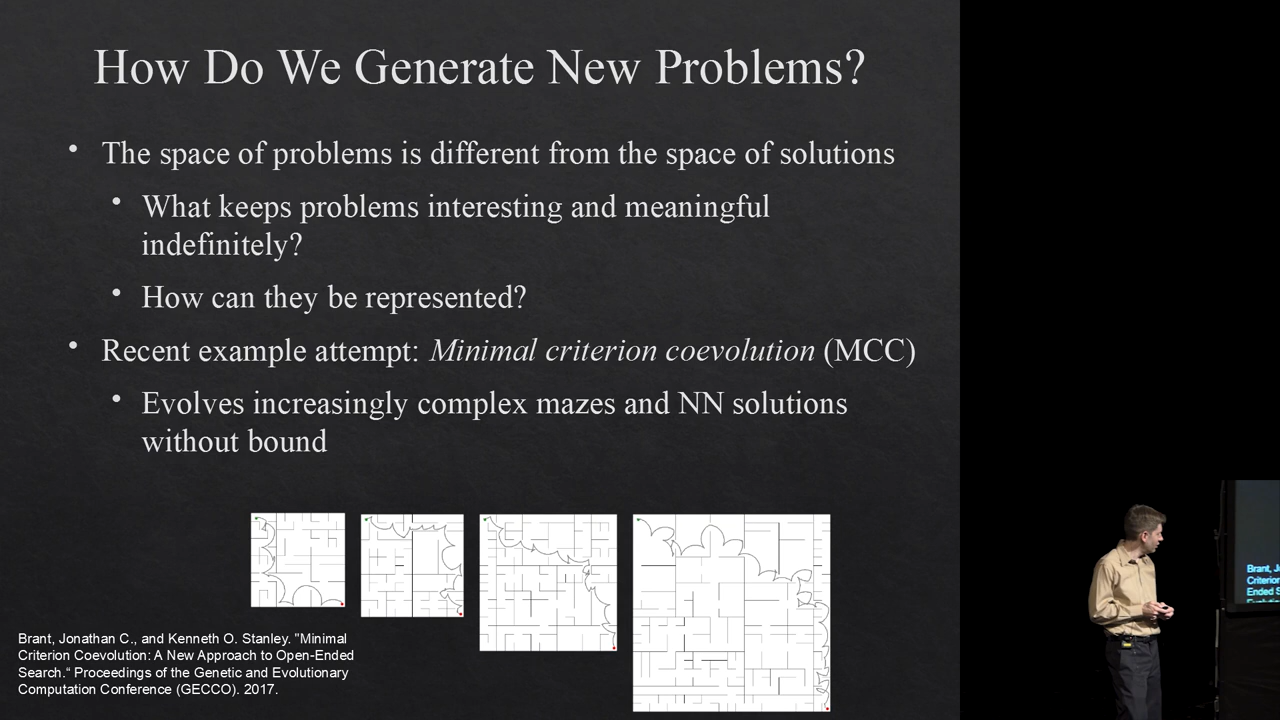 How Do We Generate New Problems?
• The space of problems is different from the space of solutions
• What keeps problems interesting and meaningful
indefinitely?
• How can they be represented?
• Recent example attempt: Minimal criterion coevolution (MCC)
• Evolves increasingly complex mazes and NN solutions
without bound
Brant, Jonathan C., and Kenneth O. Stanley. "Minimal
Criterion Coevolution: A New Approach to Open-Ended
Search.“ Proceedings of the Genetic and Evolutionary
Computation Conference (GECCO). 2017.
Brant, J
Criterion
Ended S